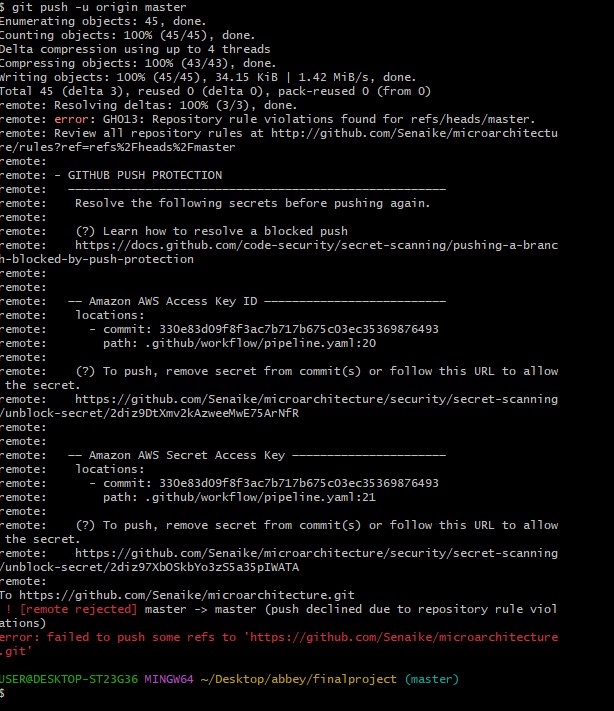 $ git push -u origin master
Enumerating objects: 45, done.
Counting objects: 100% (45/45), done.
Delta compression using up to 4 threads
Compressing objects: 100% (43/43), done.
Writing objects: 100% (45/45), 34.15 KiB | 1.42 MiB/s, done.
Total 45 (delta 3), reused 0 (delta 0), pack-reused 0 (from 0)
remote: Resolving deltas: 100% (3/3), done.
remote: error: GH013: Repository rule violations found for refs/heads/master.
remote: Review all repository rules at http://github.com/Senaike/microarchitectu
re/rules?ref=refs%2Fheads%2Fmaster
remote:
remote: - GITHUB PUSH PROTECTION
remote:   ——————————————————————————————————————————————————————
remote:    Resolve the following secrets before pushing again.
remote:
remote:    (?) Learn how to resolve a blocked push
remote:    https://docs.github.com/code-security/secret-scanning/pushing-a-branc
h-blocked-by-push-protection
remote:
remote:
remote:   —— Amazon AWS Access Key ID ——————————————————————————
remote:    locations:
remote:      - commit: 330e83d09f8f3ac7b717b675c03ec35369876493
remote:        path: .github/workflow/pipeline.yaml:20
remote:
remote:    (?) To push, remove secret from commit(s) or follow this URL to allow
 the secret.
remote:    https://github.com/Senaike/microarchitecture/security/secret-scanning
/unblock-secret/2diz9DtXmv2kAzweeMwE75ArNfR
remote:
remote:
remote:   —— Amazon AWS Secret Access Key ——————————————————————
remote:    locations:
remote:      - commit: 330e83d09f8f3ac7b717b675c03ec35369876493
remote:        path: .github/workflow/pipeline.yaml:21
remote:
remote:    (?) To push, remove secret from commit(s) or follow this URL to allow
 the secret.
remote:    https://github.com/Senaike/microarchitecture/security/secret-scanning
/unblock-secret/2diz97XbOSkbYo3zS5a35pIWATA
remote:
To https://github.com/Senaike/microarchitecture.git
 ! [remote rejected] master -> master (push declined due to repository rule viol
ations)
error: failed to push some refs to 'https://github.com/Senaike/microarchitecture
.git'
USER@DESKTOP-ST23G36 MINGW64 ~/Desktop/abbey/finalproject (master)
$